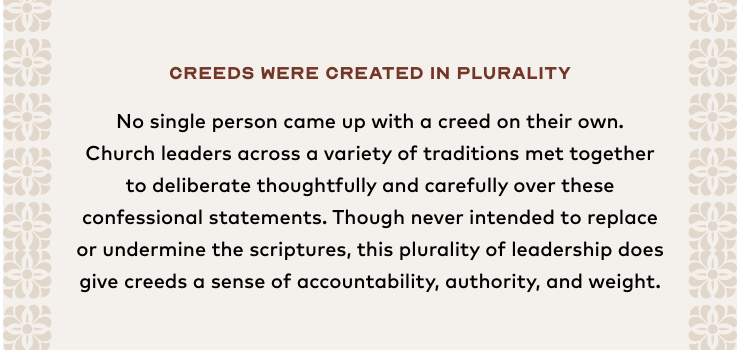 CREEDS WERE CREATED IN PLURALITY
No single person came up with a creed on their own.
Church leaders across a variety of traditions met together
to deliberate thoughtfully and carefully over these
confessional statements. Though never intended to replace
or undermine the scriptures, this plurality of leadership does
give creeds a sense of accountability, authority, and weight.